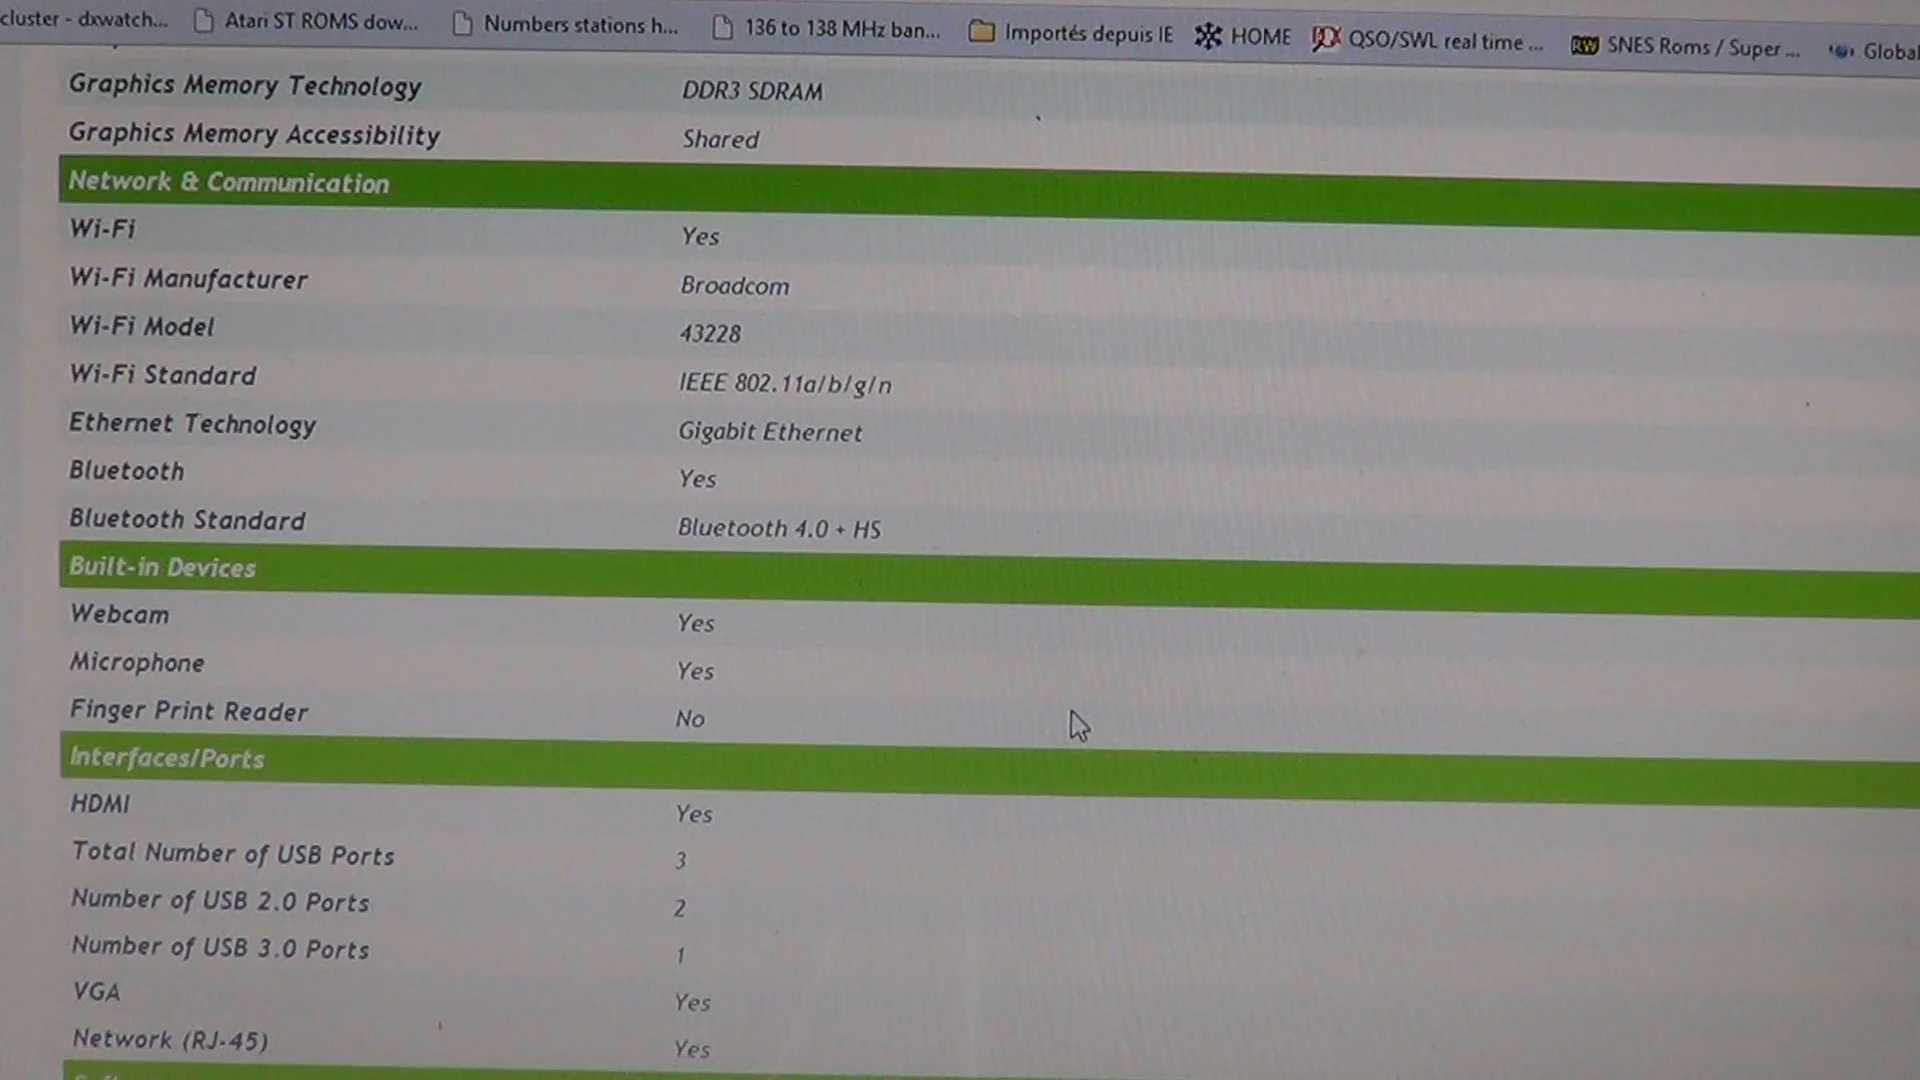 cluster - dxwatch... Atari ST ROMS dow... Numbers stations h... 136 to 138 MHz ban... Importés depuis IE HOME QSO/SWL real time ... RW SNES Roms / Super ... Global
Graphics Memory Technology DDR3 SDRAM
Graphics Memory Accessibility Shared
Network & Communication
Wi-Fi Yes
Wi-Fi Manufacturer Broadcom
Wi-Fi Model 43228
Wi-Fi Standard IEEE 802.11a/b/g/n
Ethernet Technology Gigabit Ethernet
Bluetooth Yes
Bluetooth Standard Bluetooth 4.0 + HS
Built-in Devices
Webcam Yes
Microphone Yes
Finger Print Reader No
Interfaces/Ports
HDMI Yes
Total Number of USB Ports 3
Number of USB 2.0 Ports 2
Number of USB 3.0 Ports 1
VGA Yes
Network (RJ-45) Yes